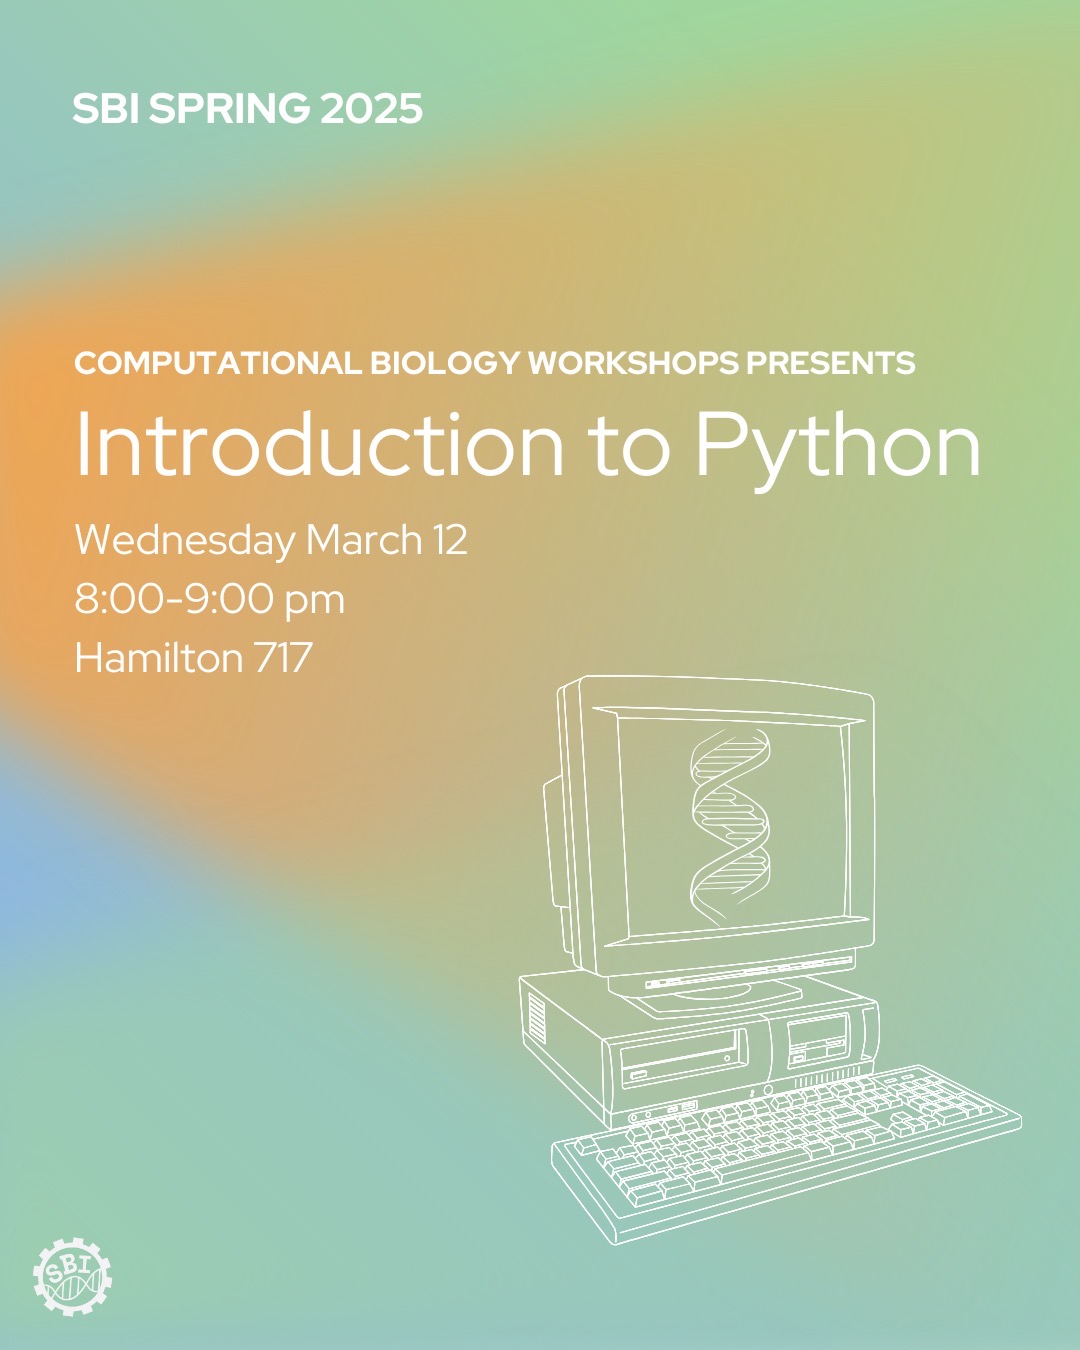 SBI SPRING 2025
COMPUTATIONAL BIOLOGY WORKSHOPS PRESENTS
Introduction to Python
Wednesday March 12
8:00-9:00 pm
Hamilton 717
SBI